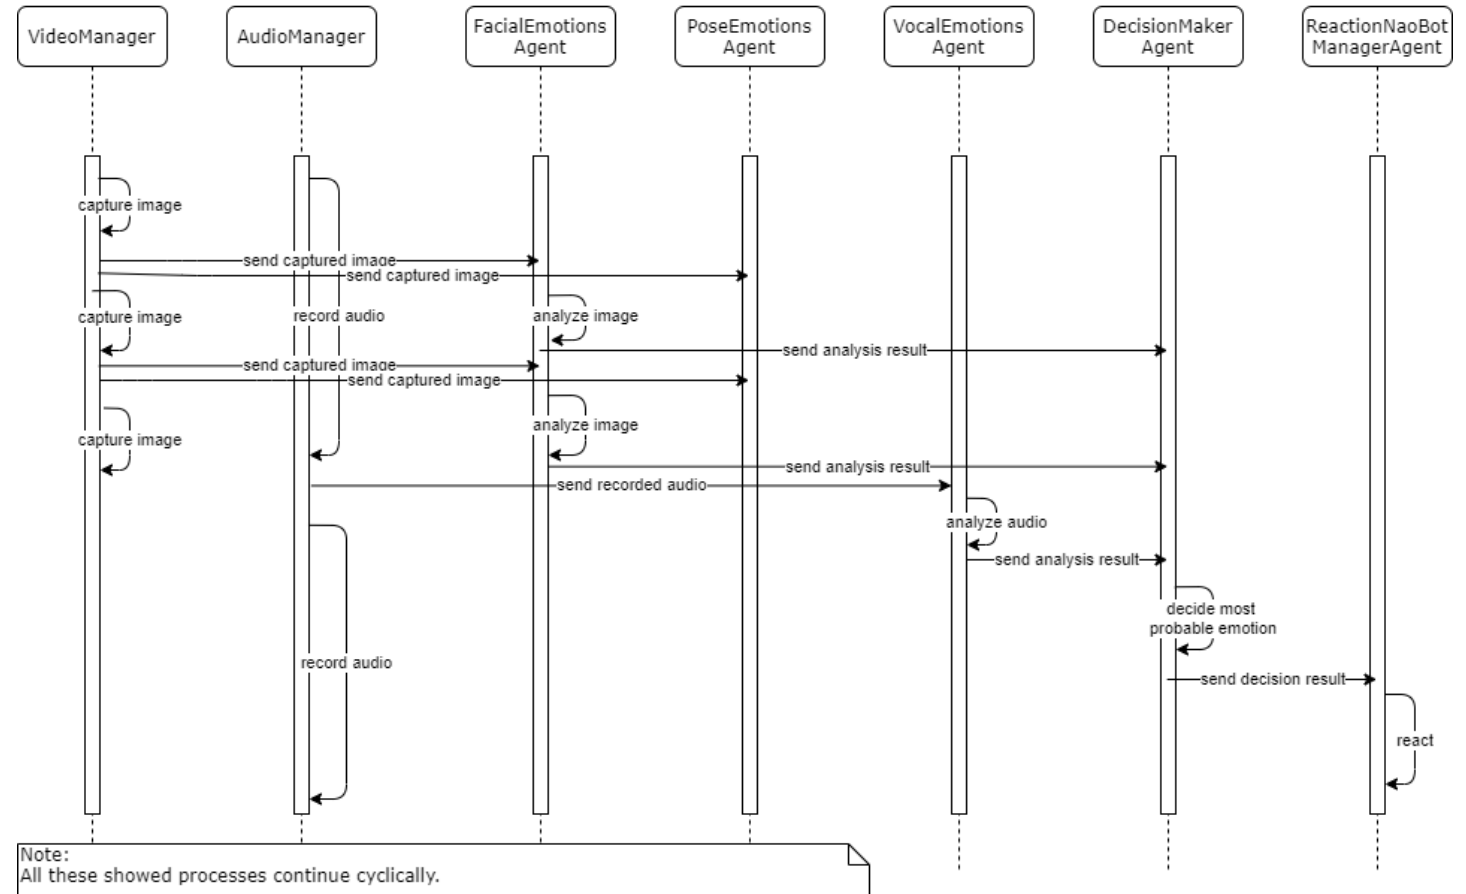 VideoManager
AudioManager
FacialEmotions
Agent
PoseEmotions
Agent
VocalEmotions
Agent
DecisionMaker
Agent
ReactionNaoBot
ManagerAgent
capture image
send captured image
send captured image
capture image
record audio
analyze image
send analysis result
send captured image
send captured image
analyze image
capture image
send analysis result
send recorded audio
analyze audio
send analysis result
decide most
probable emotion
record audio
send decision result
react
Note:
All these showed processes continue cyclically.